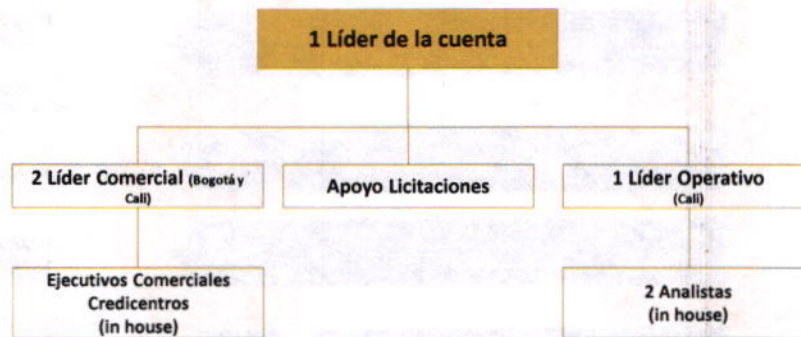 1 Líder de la cuenta
2 Líder Comercial (Bogotá y
Cali)
Apoyo Licitaciones
1 Líder Operativo
(Cali)
Ejecutivos Comerciales
Credicentros
(in house)
2 Analistas
(in house)